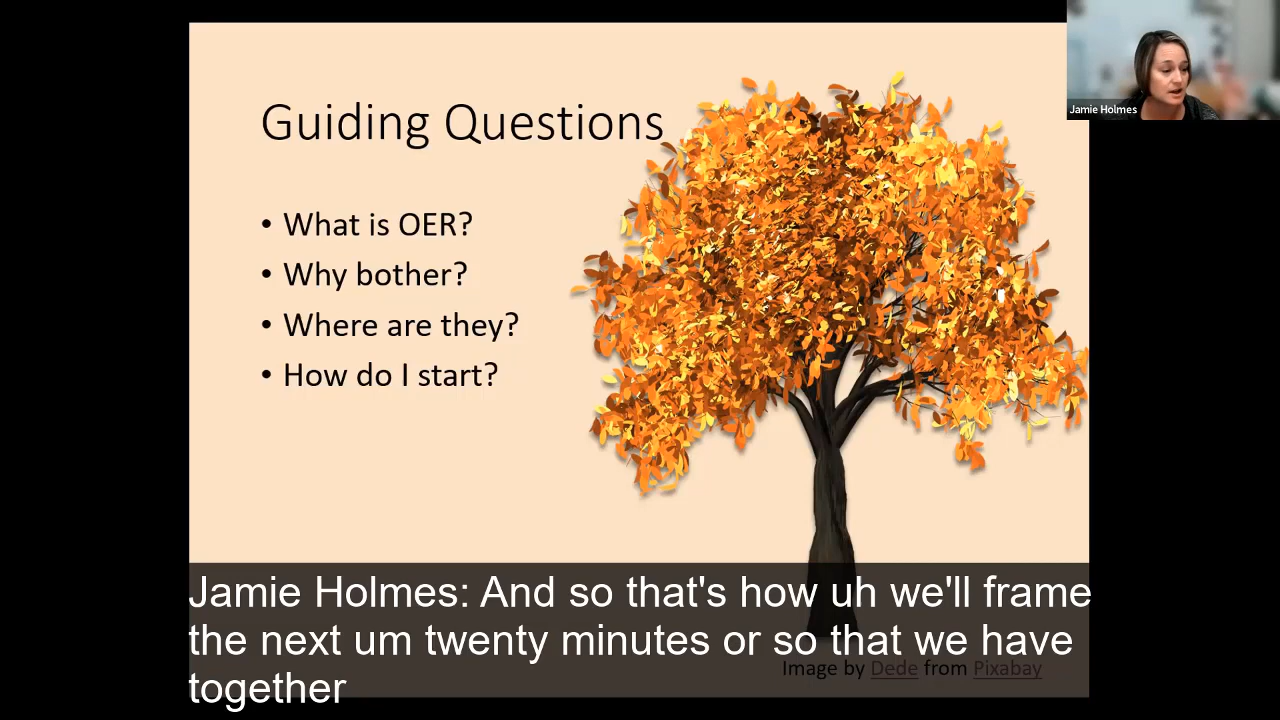 Guiding Questions
• What is OER?
• Why bother?
• Where are they?
• How do I start?
Jamie Holmes
Jamie Holmes: And so that's how uh we'll frame
the next um twenty minutes or so that we have
together
Image by Dede from Pixabay